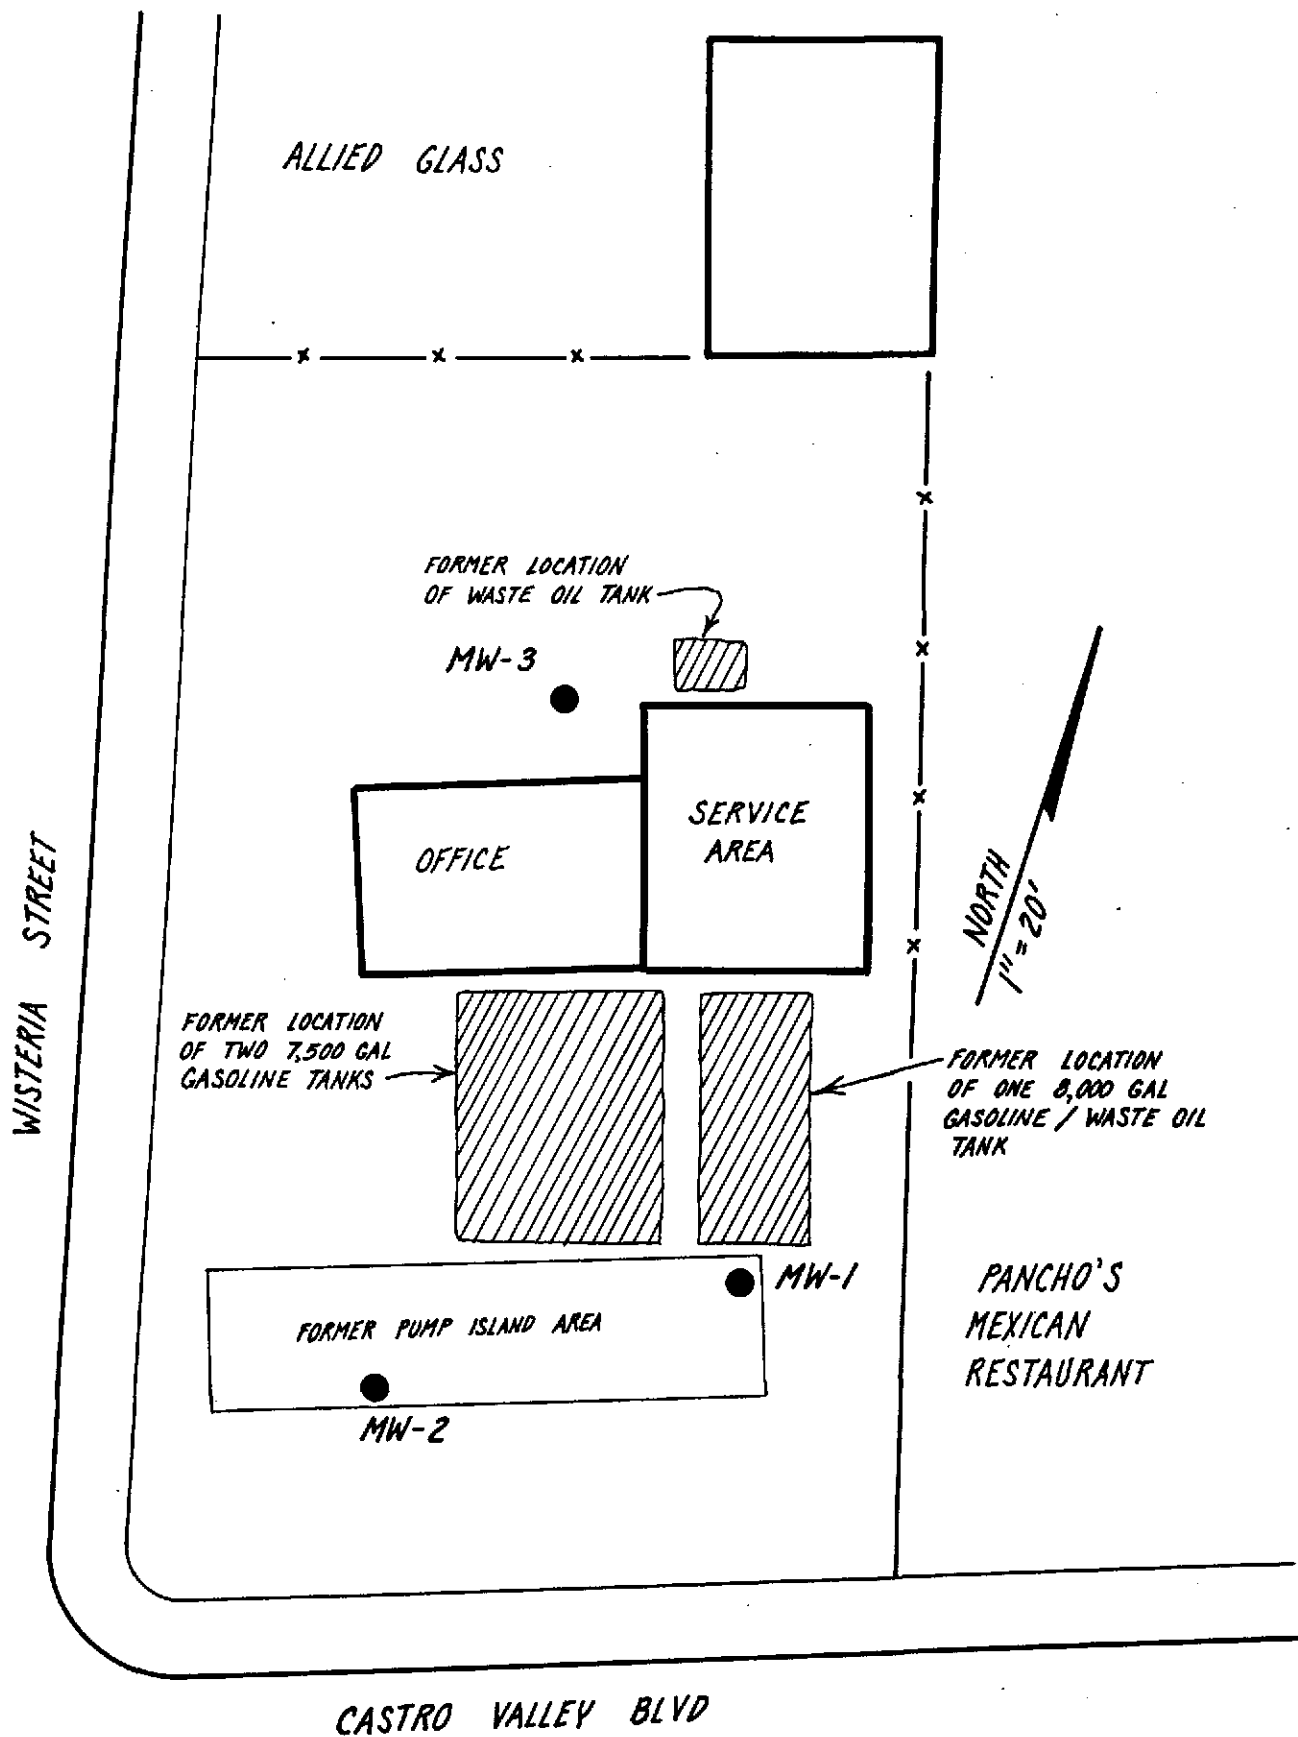 ALLIED GLASS
FORMER LOCATION
OF WASTE OIL TANK
MW-3
SERVICE
AREA
OFFICE
WISTERIA STREET
NORTH
1" = 20'
FORMER LOCATION
OF TWO 7,500 GAL
GASOLINE TANKS
FORMER LOCATION
OF ONE 8,000 GAL
GASOLINE / WASTE OIL
TANK
MW-1
PANCHO'S
MEXICAN
RESTAURANT
FORMER PUMP ISLAND AREA
MW-2
CASTRO VALLEY BLVD